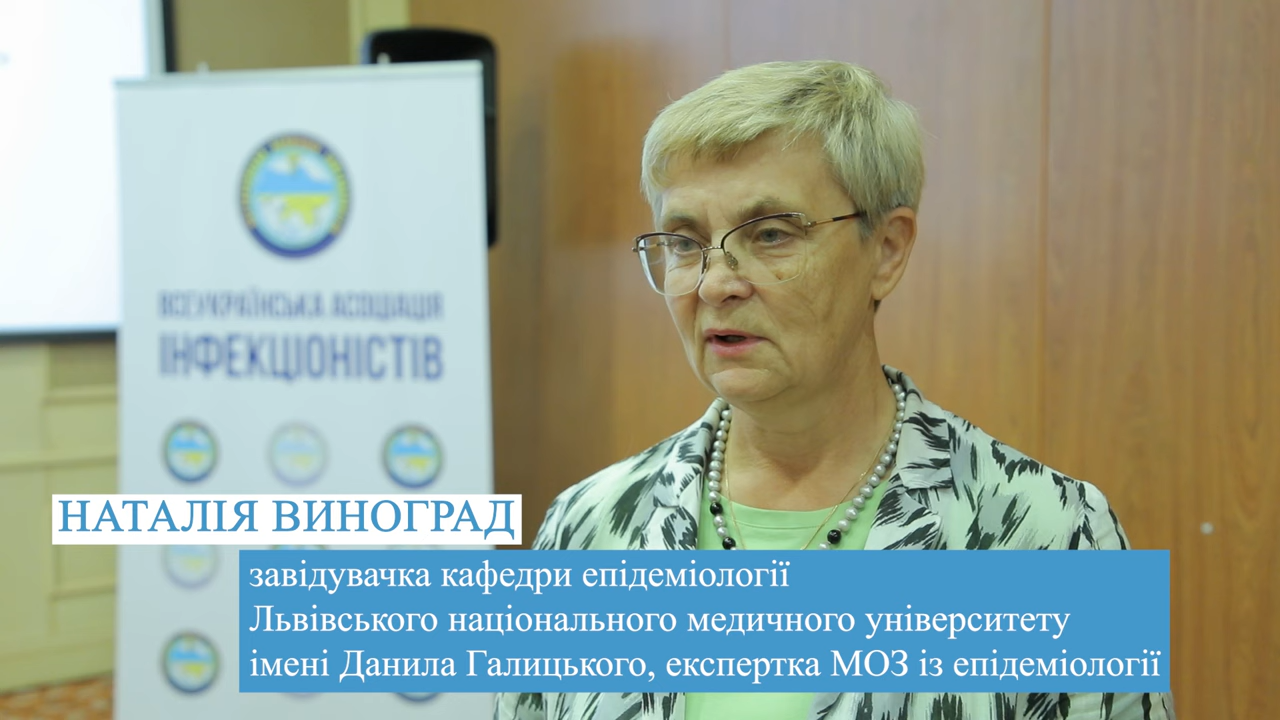 ВСЕУКРАЇНСЬКА АСОЦІАЦІЯ
ІНФЕКЦІОНІСТІВ
НАТАЛІЯ ВИНОГРАД
завідувачка кафедри епідеміології
Львівського національного медичного університету
імені Данила Галицького, експертка МОЗ із епідеміології